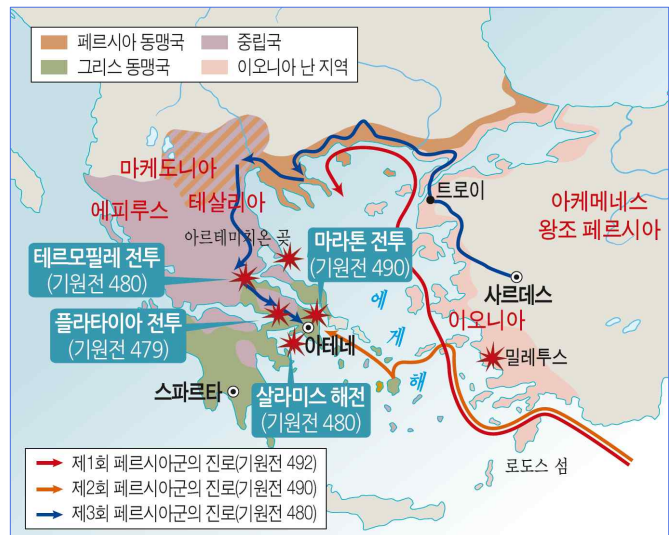 페르시아 동맹국
중립국
그리스 동맹국
이오니아 난 지역
마케도니아
에피루스
테살리아
트로이
아케메네스
왕조 페르시아
아르테미시온 곶
테르모필레 전투
(기원전 480)
마라톤 전투
(기원전 490)
사르데스
플라타이아 전투
(기원전 479)
에게해
이오니아
아테네
밀레투스
스파르타
살라미스 해전
(기원전 480)
로도스 섬
제1회 페르시아군의 진로(기원전 492)
제2회 페르시아군의 진로(기원전 490)
제3회 페르시아군의 진로(기원전 480)